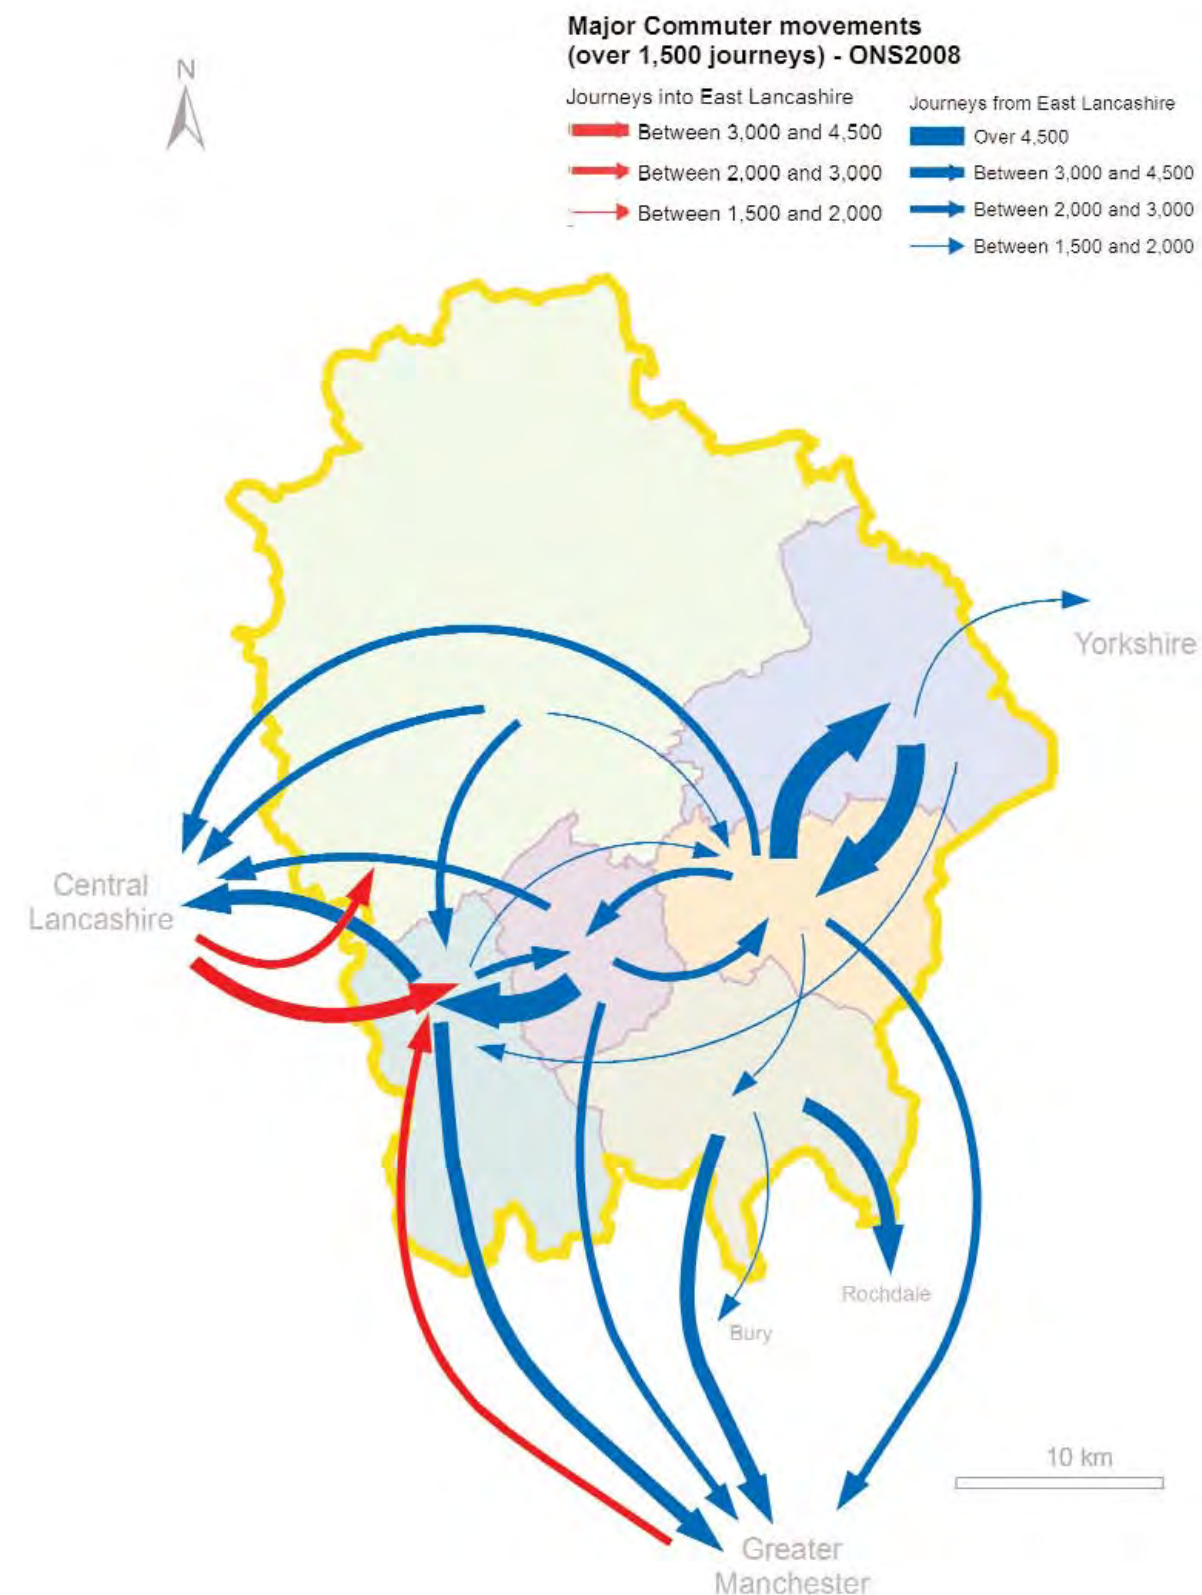 Major Commuter movements
(over 1,500 journeys) - ONS2008
Journeys into East Lancashire
Between 3,000 and 4,500
Between 2,000 and 3,000
Between 1,500 and 2,000
Journeys from East Lancashire
Over 4,500
Between 3,000 and 4,500
Between 2,000 and 3,000
Between 1,500 and 2,000
N
Yorkshire
Central
Lancashire
Rochdale
Bury
10 km
Greater
Manchester